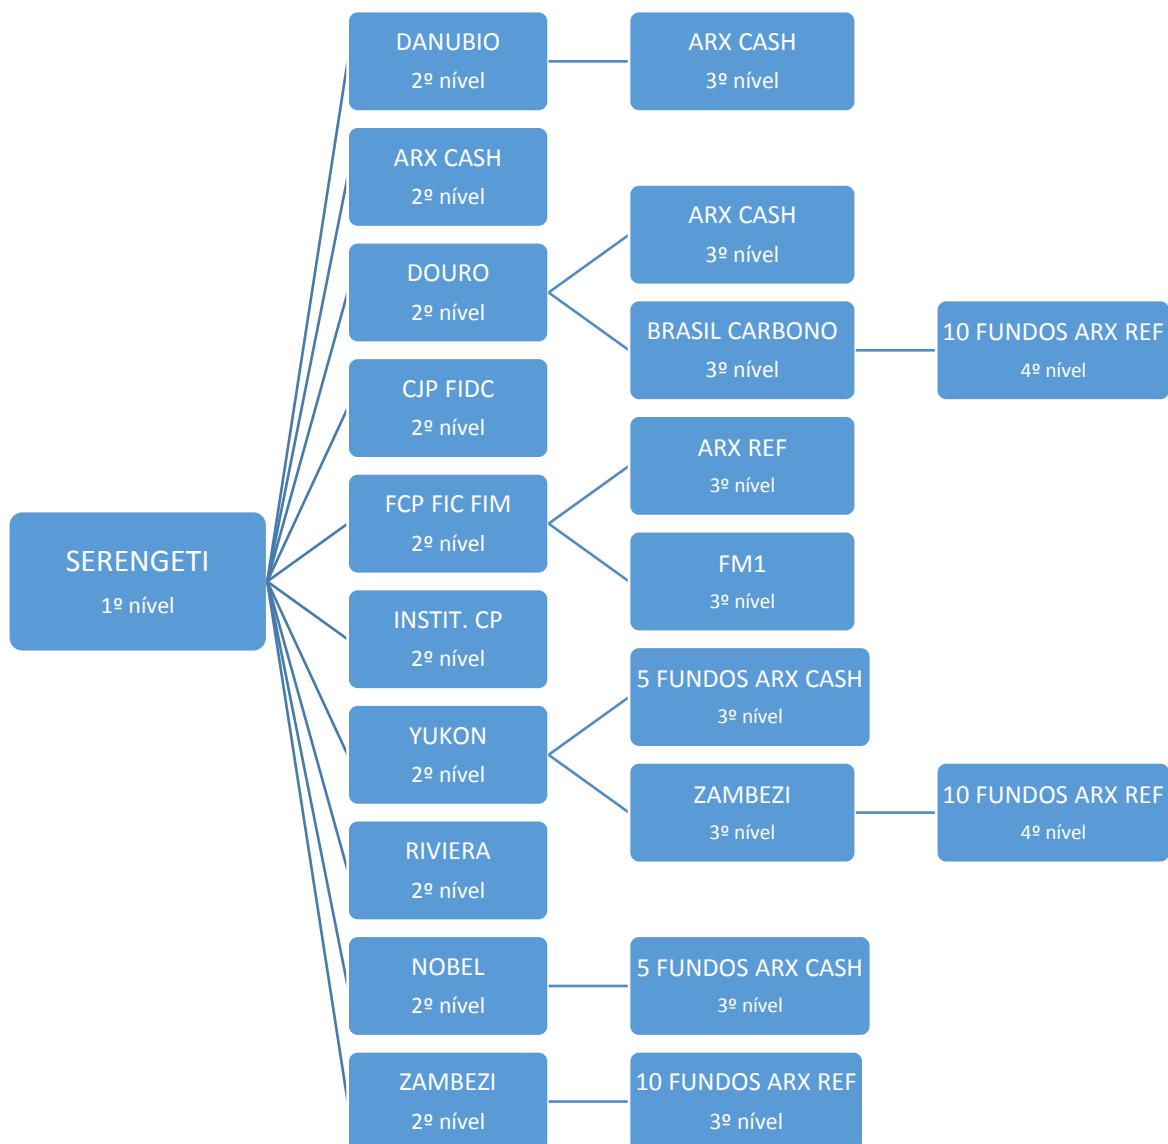 DANUBIO
2º nível
ARX CASH
3º nível
ARX CASH
2º nível
ARX CASH
3º nível
DOURO
2º nível
BRASIL CARBONO
3º nível
10 FUNDOS ARX REF
4º nível
CJP FIDC
2º nível
ARX REF
3º nível
FCP FIC FIM
2º nível
SERENGETI
1º nível
FM1
3º nível
INSTIT. CP
2º nível
5 FUNDOS ARX CASH
3º nível
YUKON
2º nível
ZAMBEZI
3º nível
10 FUNDOS ARX REF
4º nível
RIVIERA
2º nível
NOBEL
2º nível
5 FUNDOS ARX CASH
3º nível
ZAMBEZI
2º nível
10 FUNDOS ARX REF
3º nível